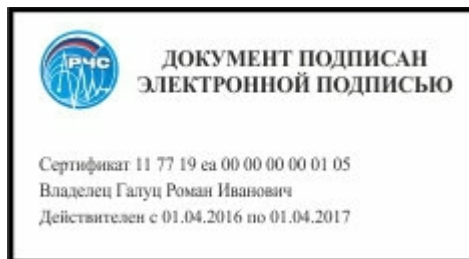 РЧС
ДОКУМЕНТ ПОДПИСАН
ЭЛЕКТРОННОЙ ПОДПИСЬЮ
Сертификат 11 77 19 ea 00 00 00 00 01 05
Владелец Галуц Роман Иванович
Действителен с 01.04.2016 по 01.04.2017